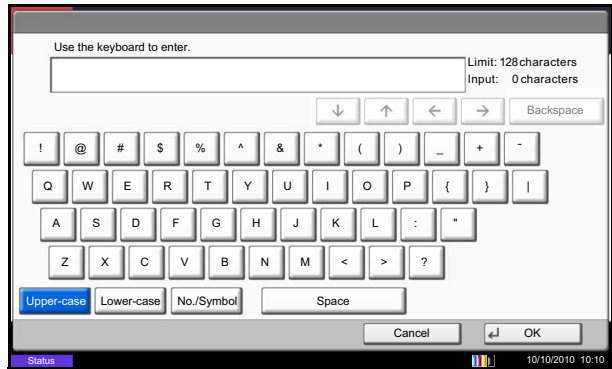 Use the keyboard to enter.
Limit: 128 characters
Input: 0 characters
↓ ↑ ← → Backspace
! @ # $ % ^ & * ( ) _ + ~
Q W E R T Y U I O P { } |
A S D F G H J K L : "
Z X C V B N M < > ?
Upper-case Lower-case No./Symbol Space
Cancel OK
Status 10/10/2010 10:10